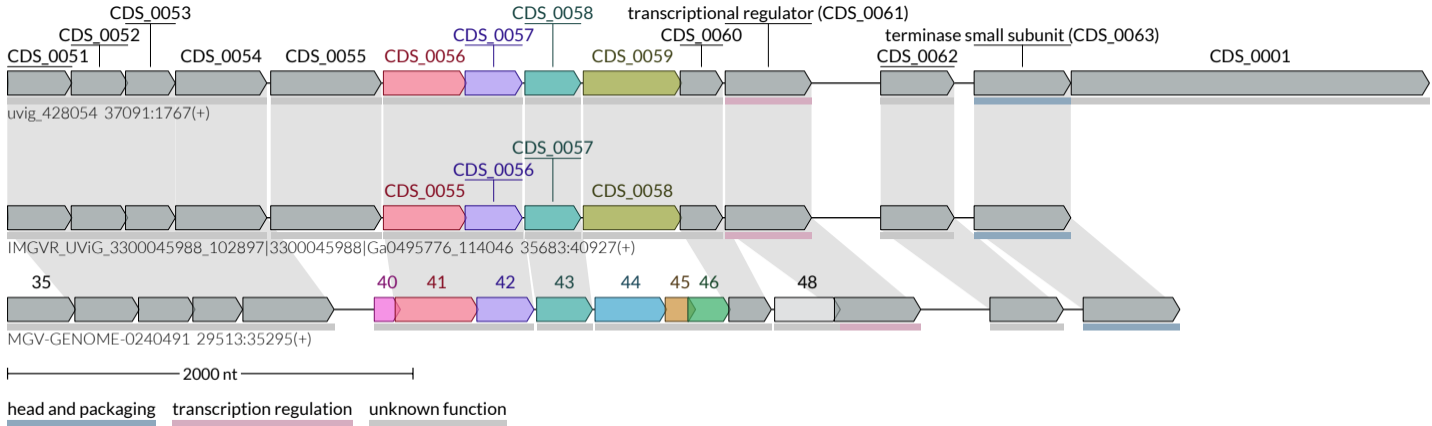 CDS_0053 CDS_0058 transcriptional regulator (CDS_0061)
CDS_0052 CDS_0057 CDS_0060 terminase small subunit (CDS_0063)
CDS_0051 CDS_0054 CDS_0055 CDS_0056 CDS_0059 CDS_0062 CDS_0001
uvig_428054 37091:1767(+)
CDS_0057
CDS_0056
CDS_0055 CDS_0058
IMGVR_UViG_3300045988_102897|3300045988|Ga0495776_114046 35683:40927(+)
35 40 41 42 43 44 45 46 48
MGV-GENOME-0240491 29513:35295(+)
2000 nt
head and packaging transcription regulation unknown function